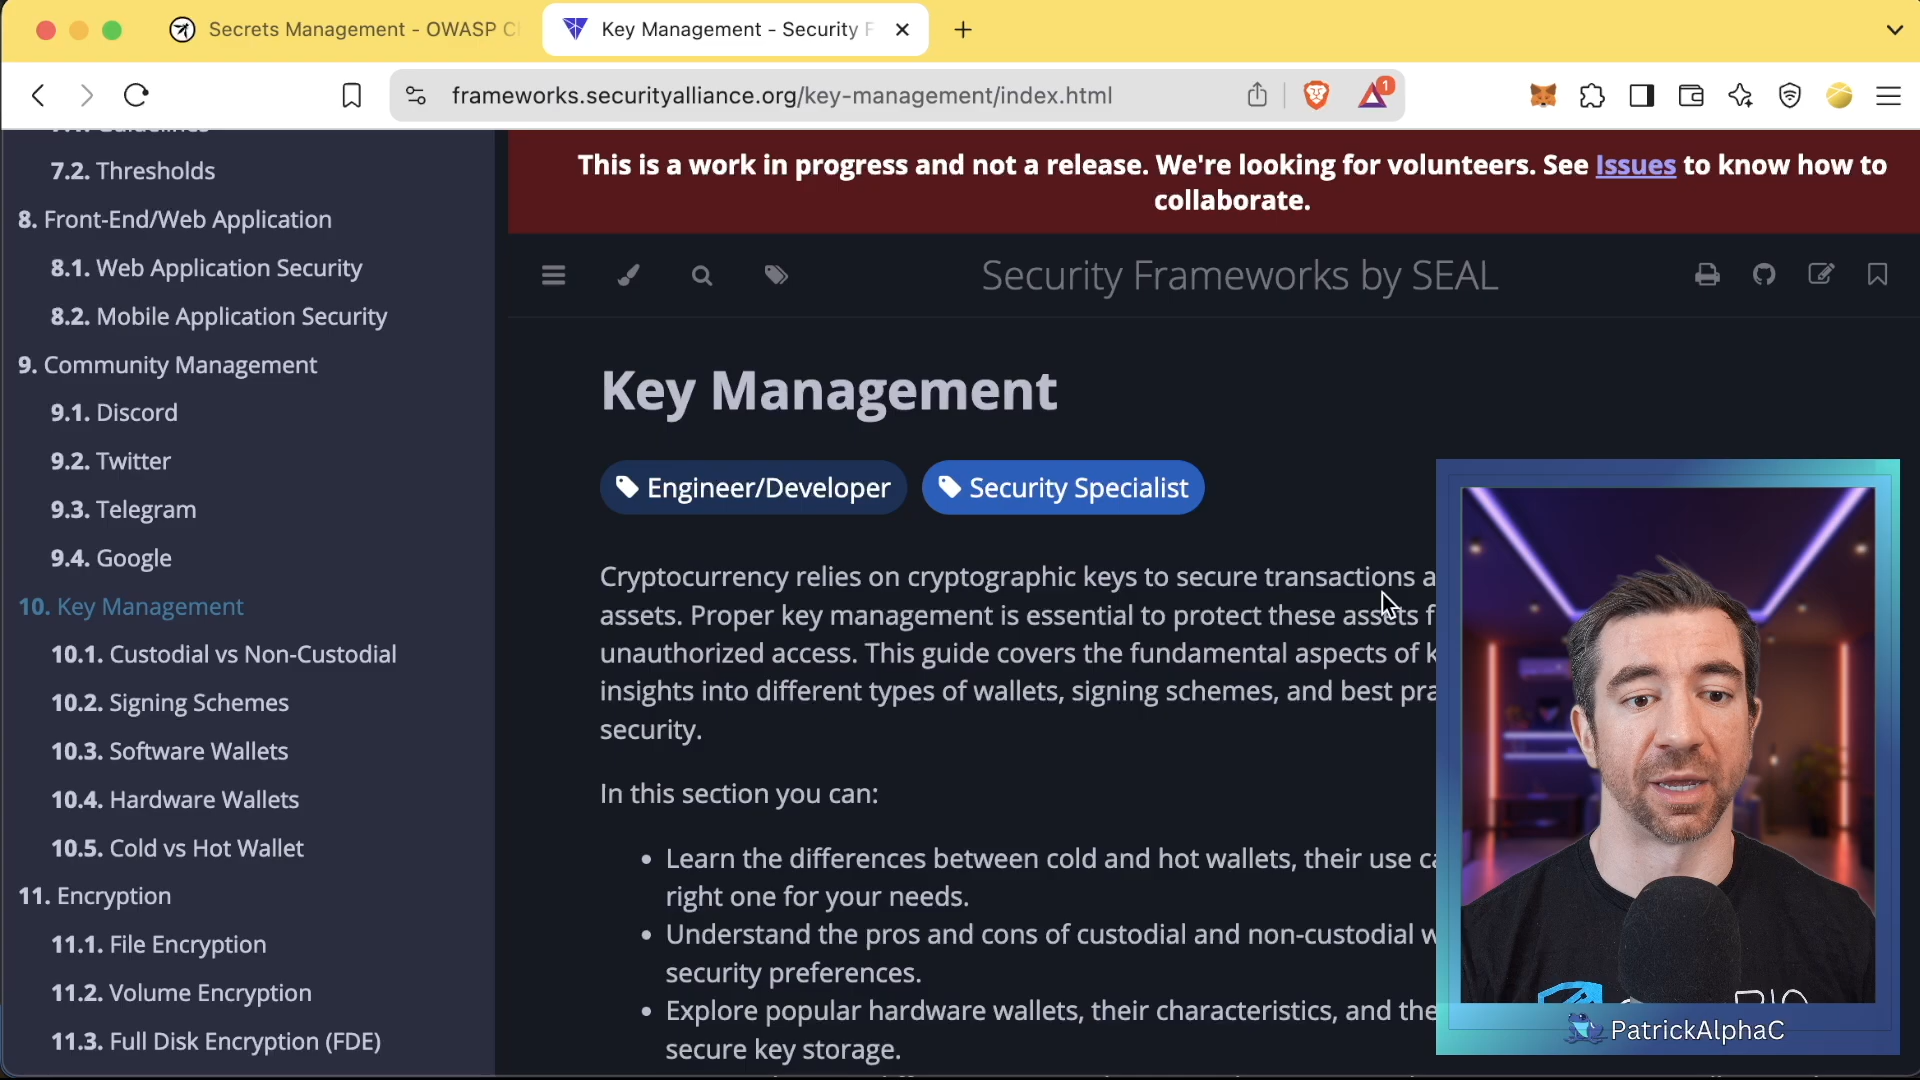 Secrets Management - OWASP C
Key Management - Security F
frameworks.securityalliance.org/key-management/index.html
1
7.2. Thresholds
8. Front-End/Web Application
8.1. Web Application Security
8.2. Mobile Application Security
9. Community Management
9.1. Discord
9.2. Twitter
9.3. Telegram
9.4. Google
10. Key Management
10.1. Custodial vs Non-Custodial
10.2. Signing Schemes
10.3. Software Wallets
10.4. Hardware Wallets
10.5. Cold vs Hot Wallet
11. Encryption
11.1. File Encryption
11.2. Volume Encryption
11.3. Full Disk Encryption (FDE)
This is a work in progress and not a release. We're looking for volunteers. See Issues to know how to
collaborate.
Security Frameworks by SEAL
Key Management
Engineer/Developer
Security Specialist
Cryptocurrency relies on cryptographic keys to secure transactions a
assets. Proper key management is essential to protect these assets f
unauthorized access. This guide covers the fundamental aspects of k
insights into different types of wallets, signing schemes, and best pra
security.
In this section you can:
• Learn the differences between cold and hot wallets, their use ca
right one for your needs.
• Understand the pros and cons of custodial and non-custodial w
security preferences.
• Explore popular hardware wallets, their characteristics, and the
secure key storage.
PatrickAlphaC